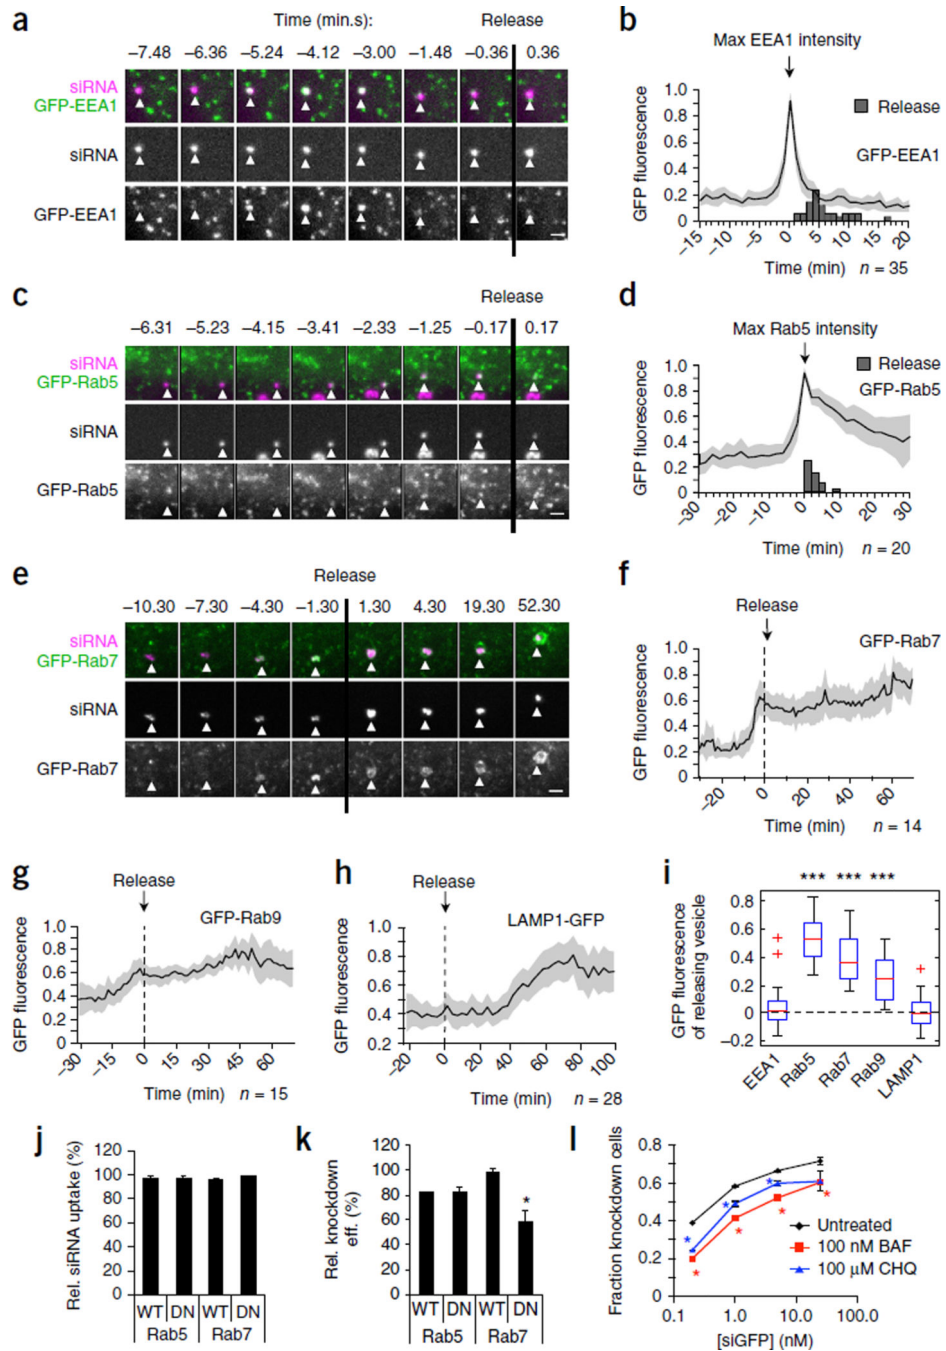 a
Time (min.s):
Release
−7.48 −6.36 −5.24 −4.12 −3.00 −1.48 −0.36 0.36
siRNA
GFP-EEA1
siRNA
GFP-EEA1
b
Max EEA1 intensity
Release
GFP-EEA1
GFP fluorescence
1.0
0.8
0.6
0.4
0.2
0
−15 −10 −5 0 5 10 15 20
Time (min) n = 35
c
Release
−6.31 −5.23 −4.15 −3.41 −2.33 −1.25 −0.17 0.17
siRNA
GFP-Rab5
siRNA
GFP-Rab5
d
Max Rab5 intensity
Release
GFP-Rab5
GFP fluorescence
1.0
0.8
0.6
0.4
0.2
0
−30 −20 −10 0 10 20 30
Time (min) n = 20
e
Release
−10.30 −7.30 −4.30 −1.30 1.30 4.30 19.30 52.30
siRNA
GFP-Rab7
siRNA
GFP-Rab7
f
Release
GFP-Rab7
GFP fluorescence
1.0
0.8
0.6
0.4
0.2
0
−20 0 20 40 60
Time (min) n = 14
g
Release
GFP-Rab9
GFP fluorescence
1.0
0.8
0.6
0.4
0.2
0
−30 −15 0 15 30 45 60
Time (min) n = 15
h
Release
LAMP1-GFP
GFP fluorescence
1.0
0.8
0.6
0.4
0.2
−20 0 20 40 60 80 100
Time (min) n = 28
i
*** *** ***
GFP fluorescence
of releasing vesicle
0.8
0.6
0.4
0.2
0
−0.2
EEA1 Rab5 Rab7 Rab9 LAMP1
j
Rel. siRNA uptake (%)
120
100
80
60
40
20
0
WT DN WT DN
Rab5 Rab7
k
Rel. knockdown
eff. (%)
120
100
80
60
40
20
0
*
WT DN WT DN
Rab5 Rab7
l
Fraction knockdown cells
0.8
0.6
0.4
0.2
0
* * *
* * * *
Untreated
100 nM BAF
100 µM CHQ
0.1 1.0 10.0 100.0
[siGFP] (nM)